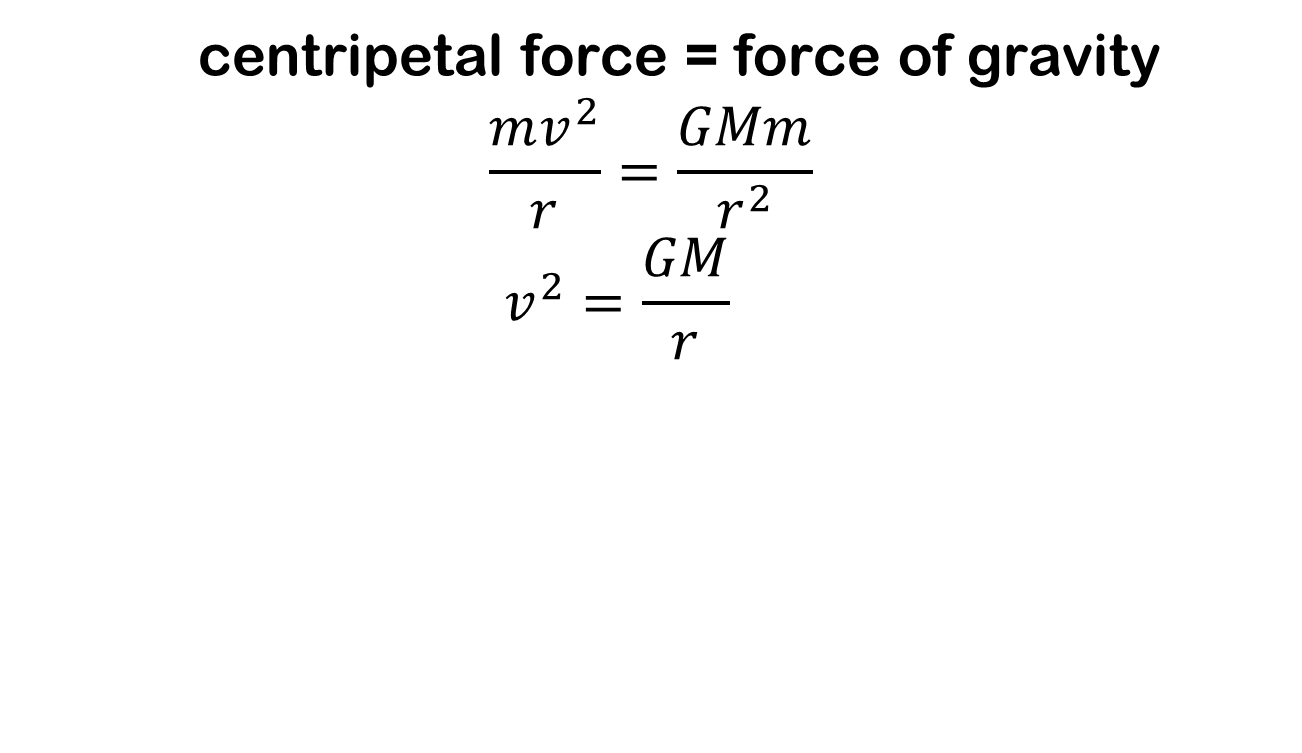 centripetal force = force of gravity
mv²/r = GMm/r²
v² = GM/r